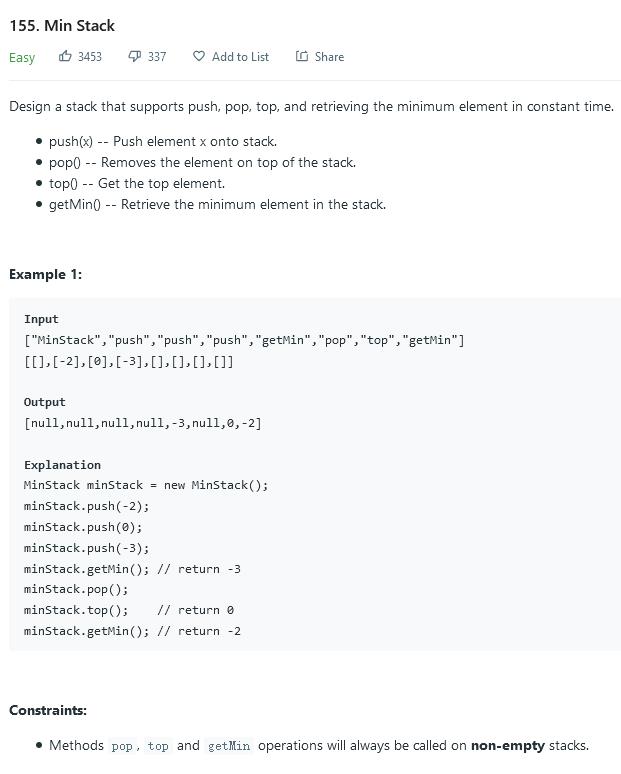 155. Min Stack
Easy 3453 337 Add to List Share
Design a stack that supports push, pop, top, and retrieving the minimum element in constant time.
• push(x) -- Push element x onto stack.
• pop() -- Removes the element on top of the stack.
• top() -- Get the top element.
• getMin() -- Retrieve the minimum element in the stack.
Example 1:
Input
["MinStack","push","push","push","getMin","pop","top","getMin"]
[[],[-2],[0],[-3],[],[],[],[]]
Output
[null,null,null,null,-3,null,0,-2]
Explanation
MinStack minStack = new MinStack();
minStack.push(-2);
minStack.push(0);
minStack.push(-3);
minStack.getMin(); // return -3
minStack.pop();
minStack.top();    // return 0
minStack.getMin(); // return -2
Constraints:
• Methods pop, top and getMin operations will always be called on non-empty stacks.